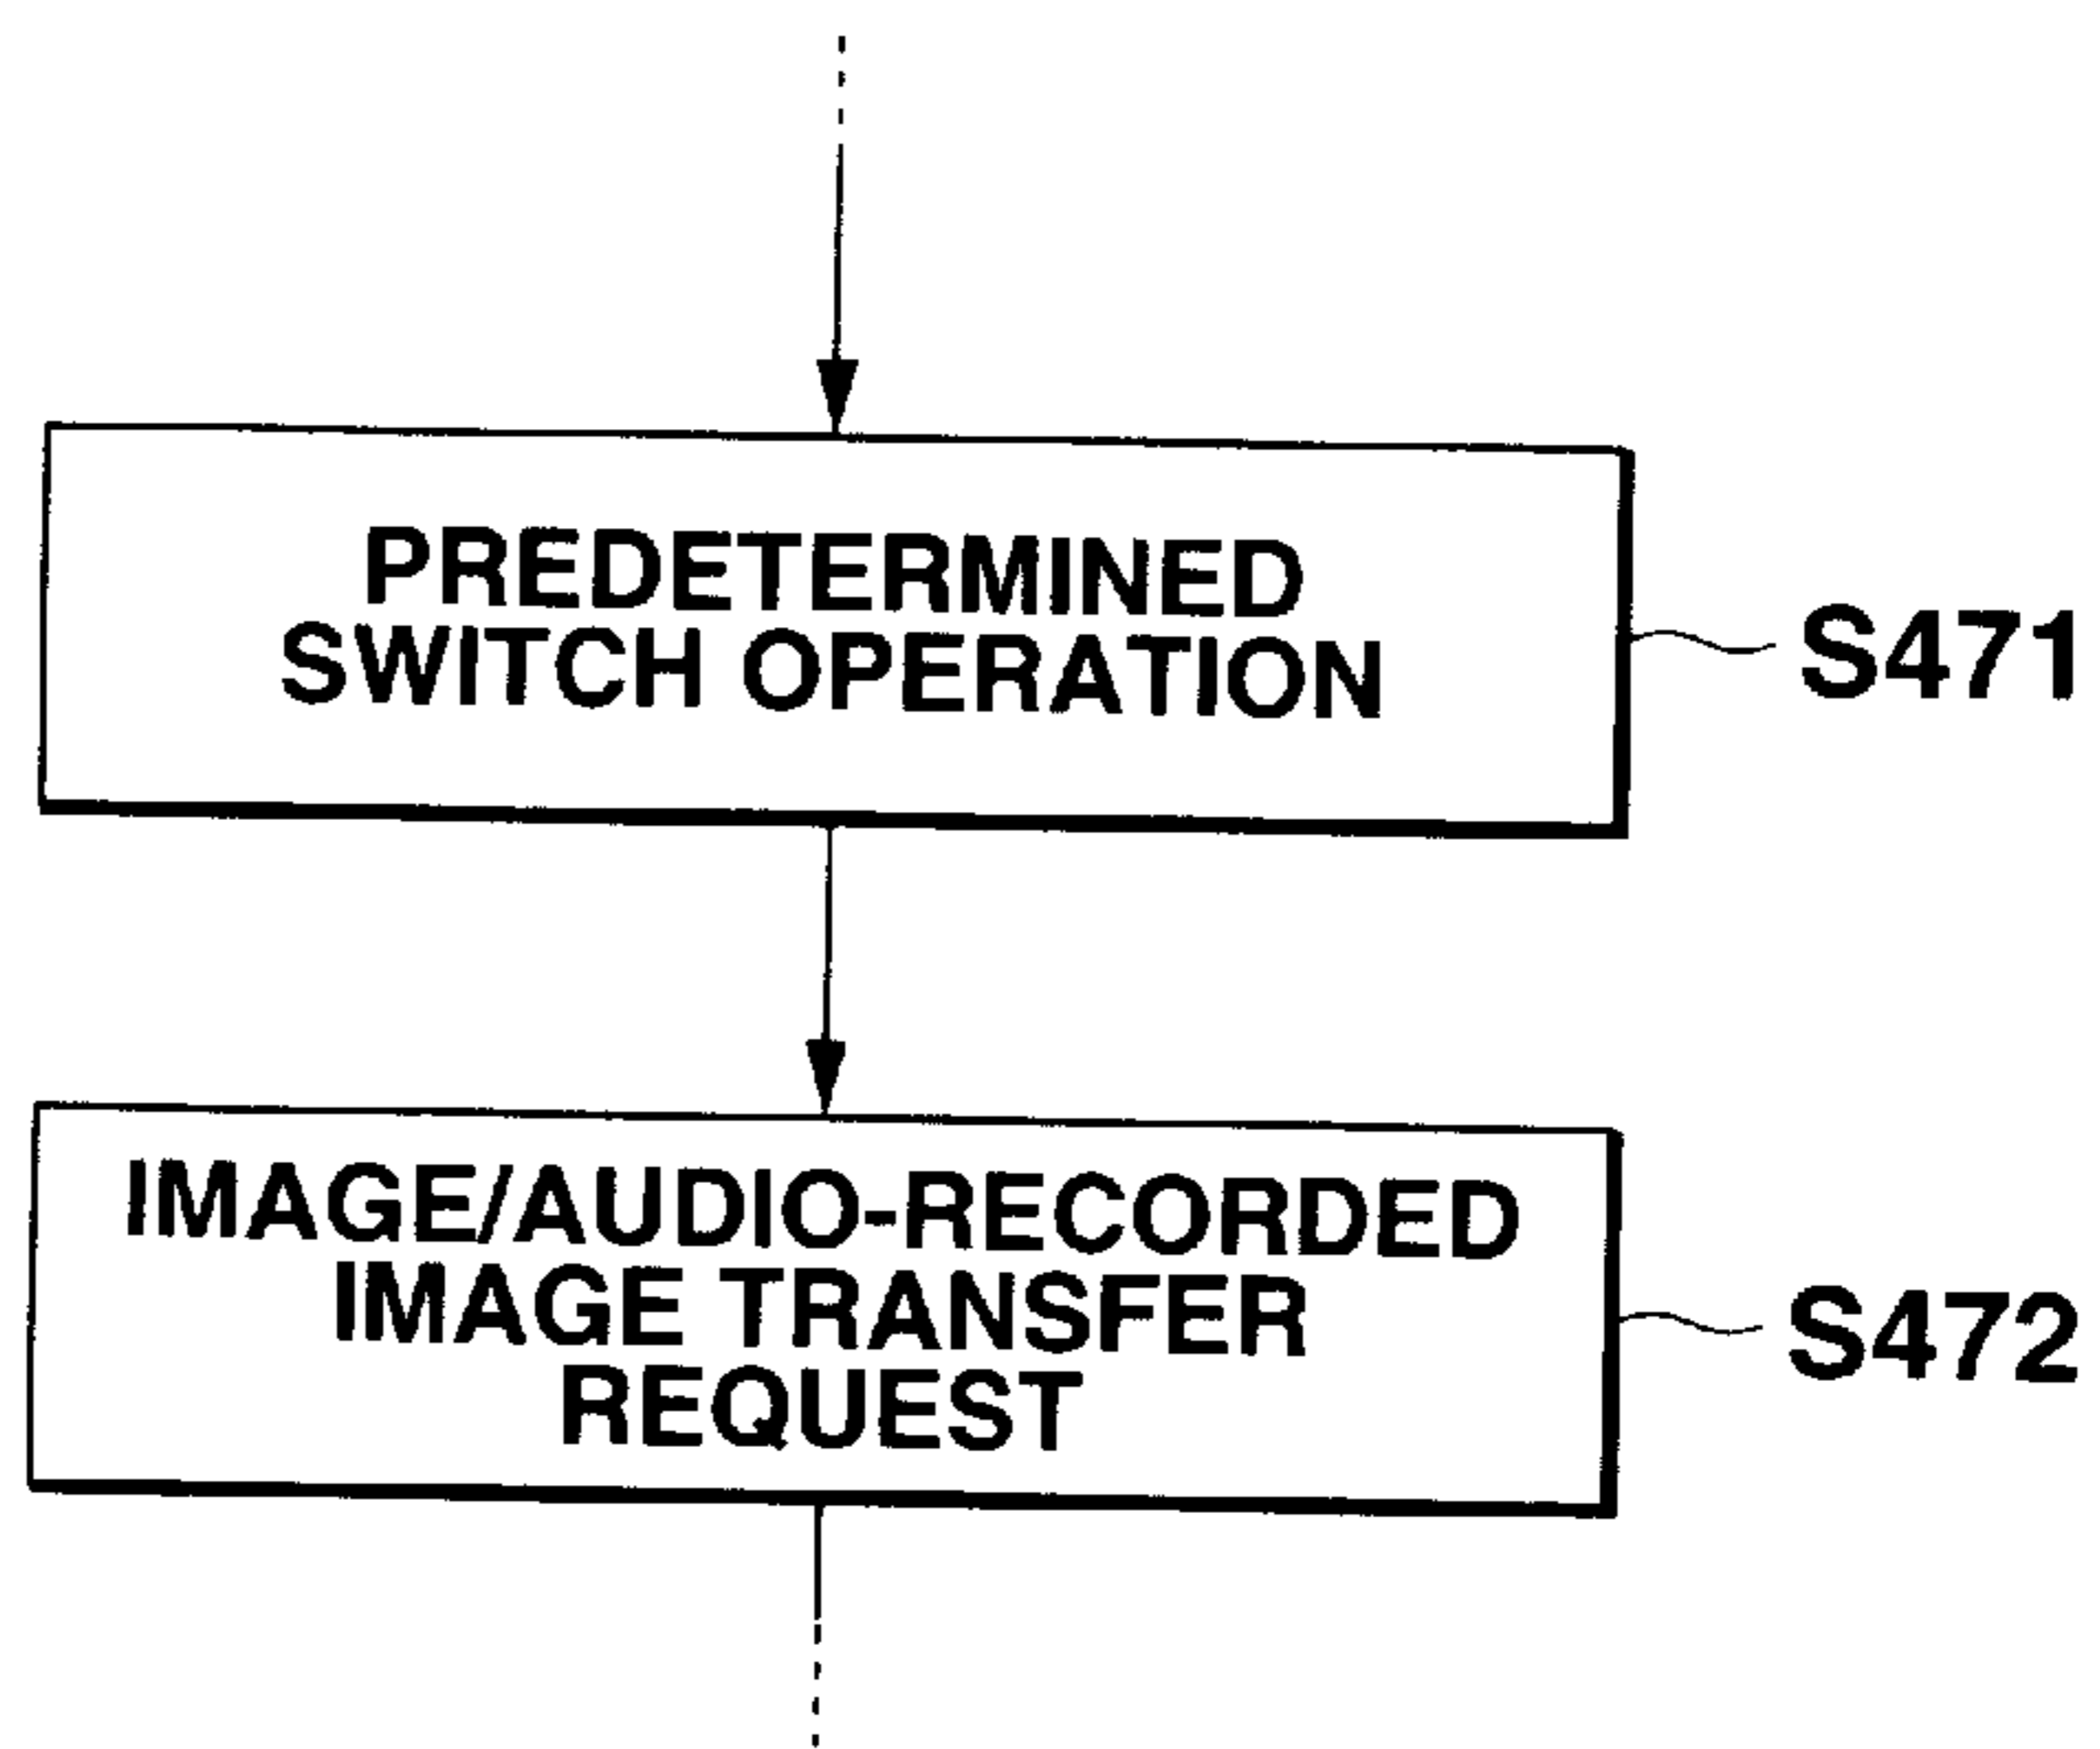 PREDETERMINED
SWITCH OPERATION
S471
IMAGE/AUDIO-RECORDED
IMAGE TRANSFER
REQUEST
S472